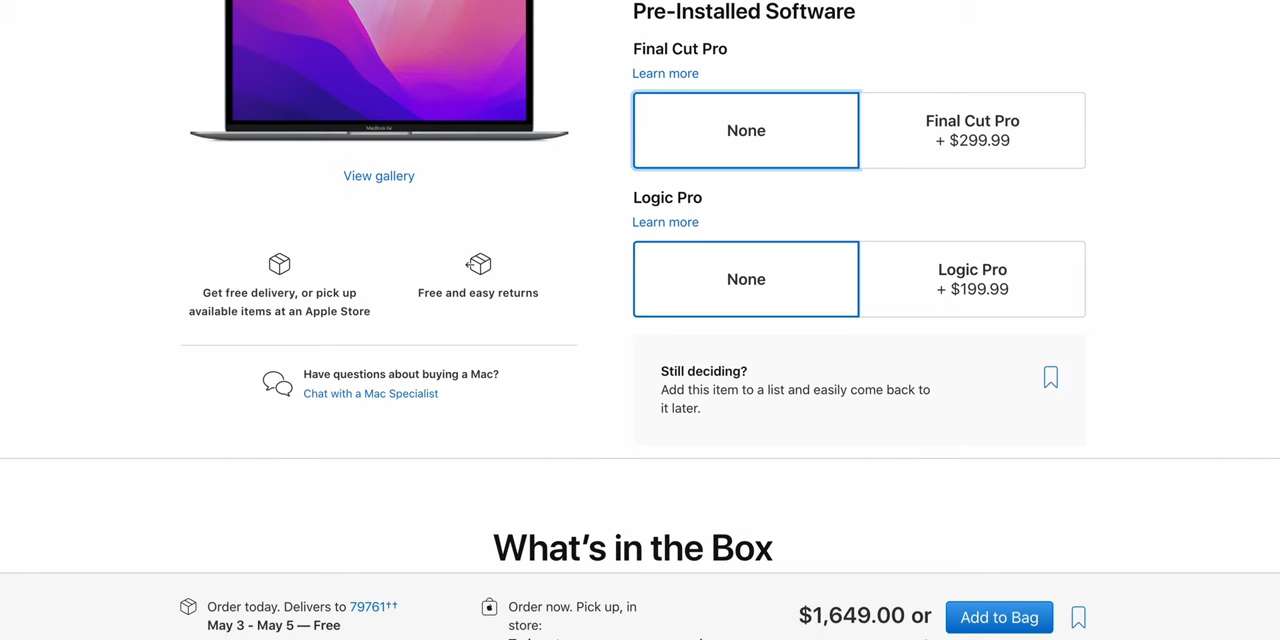 MacBook Air
View gallery
Get free delivery, or pick up
available items at an Apple Store
Free and easy returns
Have questions about buying a Mac?
Chat with a Mac Specialist
Pre-Installed Software
Final Cut Pro
Learn more
None
Final Cut Pro
+ $299.99
Logic Pro
Learn more
None
Logic Pro
+ $199.99
Still deciding?
Add this item to a list and easily come back to
it later.
What's in the Box
Order today. Delivers to 79761††
May 3 - May 5 — Free
Order now. Pick up, in
store:
$1,649.00 or
Add to Bag